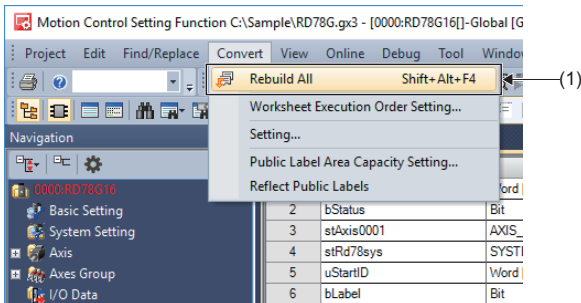 Motion Control Setting Function C:\Sample\RD78G.gx3 - [0000:RD78G16[]-Global [G
Project Edit Find/Replace Convert View Online Debug Tool Windo
Rebuild All Shift+Alt+F4 (1)
Worksheet Execution Order Setting...
Setting...
Public Label Area Capacity Setting...
Reflect Public Labels
Navigation
0000:RD78G16
Basic Setting
System Setting
Axis
Axes Group
I/O Data
Word [
2 bStatus Bit
3 stAxis0001 AXIS_
4 stRd78sys SYSTE
5 uStartID Word [
6 bLabel Bit